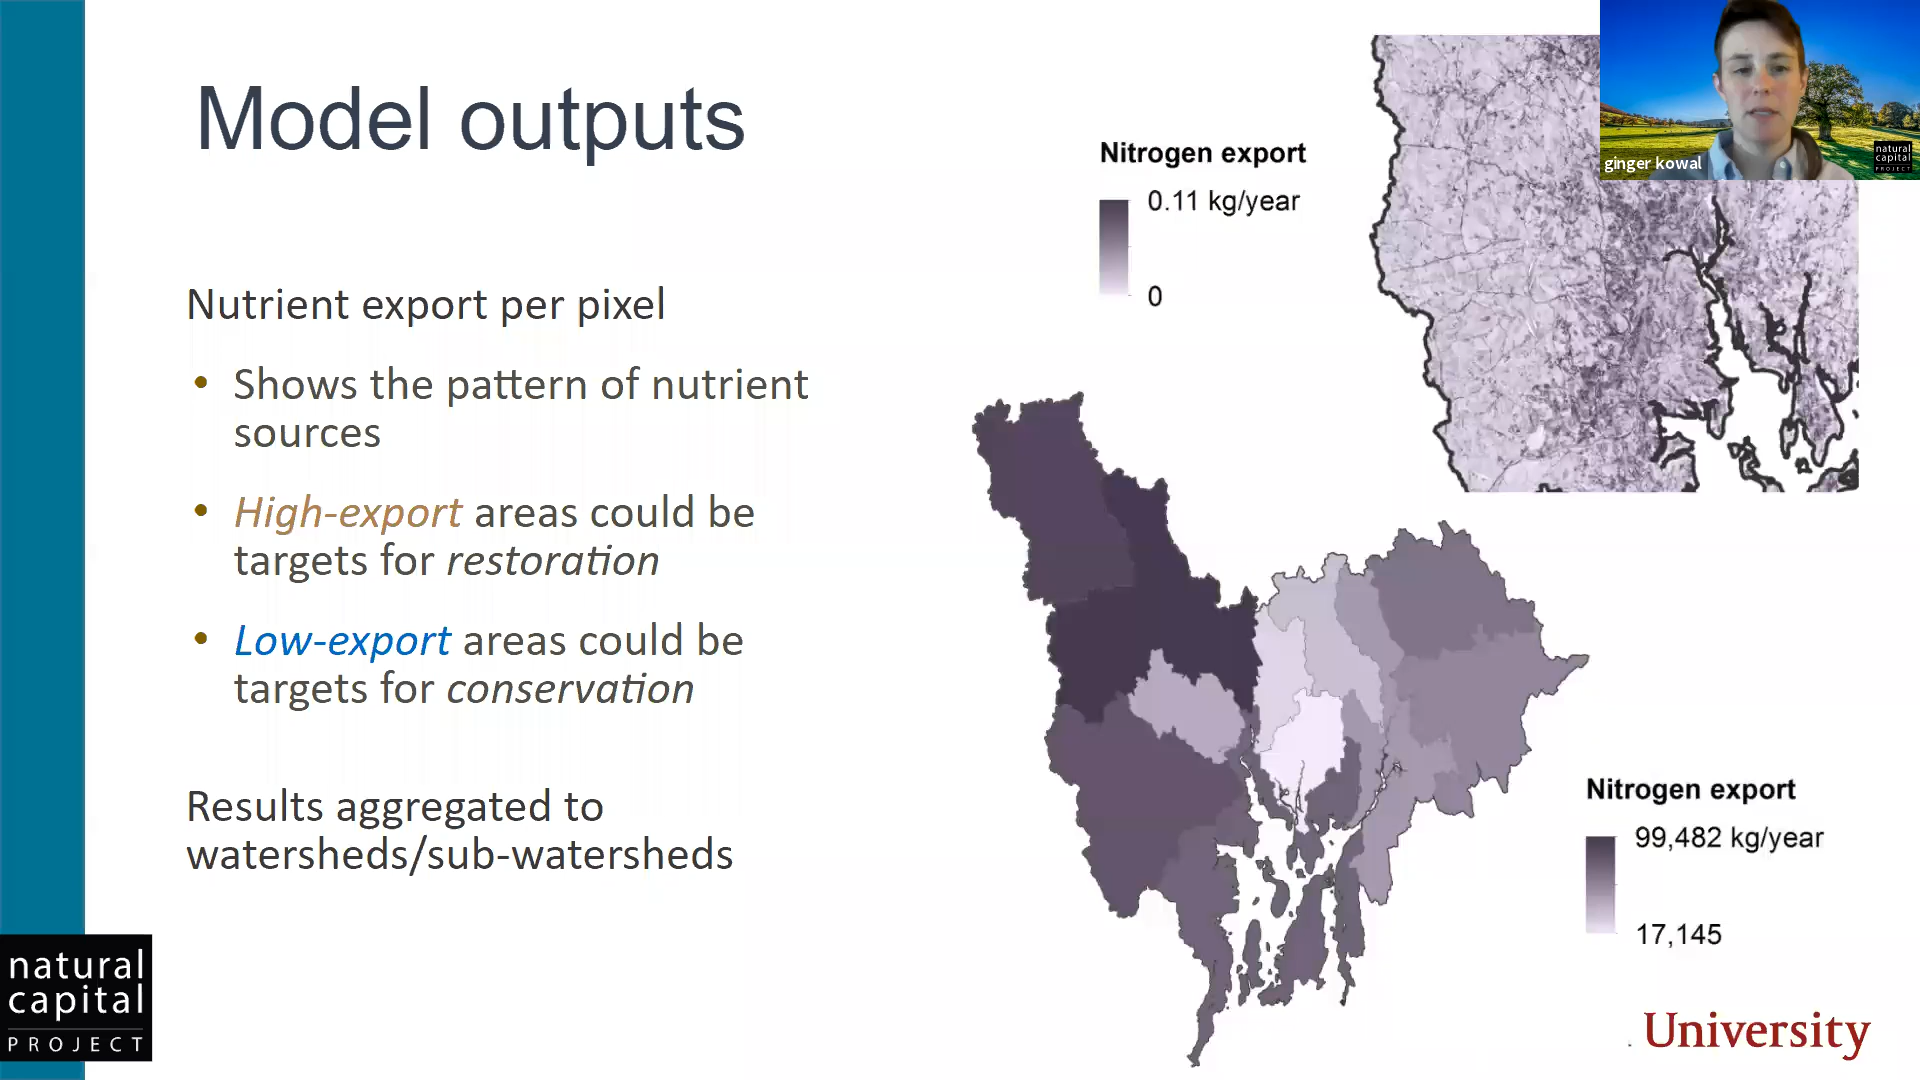 Model outputs
Nutrient export per pixel
• Shows the pattern of nutrient
sources
• High-export areas could be
targets for restoration
• Low-export areas could be
targets for conservation
Results aggregated to
watersheds/sub-watersheds
Nitrogen export
0.11 kg/year
0
ginger kowal
natural
capital
PROJECT
Nitrogen export
99,482 kg/year
17,145
natural
capital
PROJECT
University